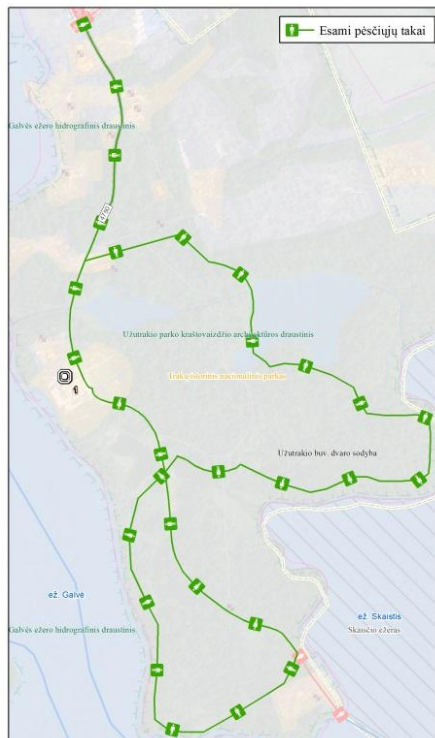 Esami pėsčiųjų takai
Galvės ežero hidrografinis draustinis
4750
Užutrakio parko kraštovaizdžio architektūros draustinis
Trakų istorinis nacionalinis parkas
1
Užutrakio buv. dvaro sodyba
ež. Galvė
ež. Skaistis
Galvės ežero hidrografinis draustinis
Skaisčio ežeras